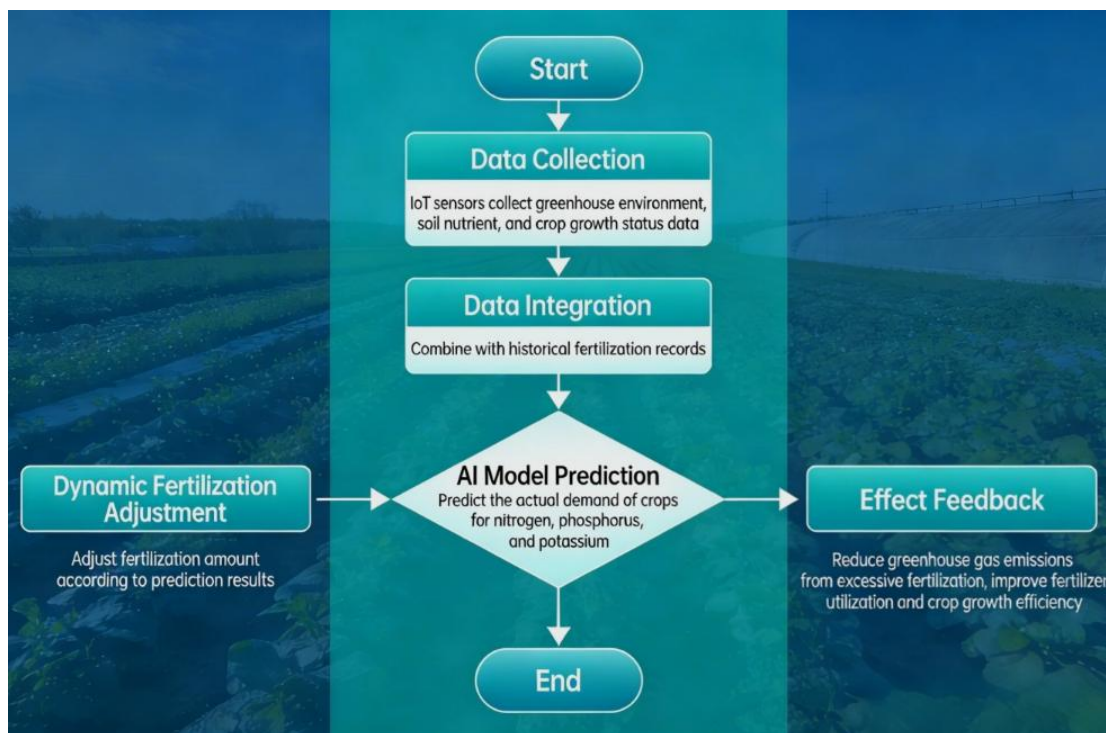 Start
Data Collection
IoT sensors collect greenhouse environment,
soil nutrient, and crop growth status data
Data Integration
Combine with historical fertilization records
Dynamic Fertilization
Adjustment
Adjust fertilization amount
according to prediction results
AI Model Prediction
Predict the actual demand of crops
for nitrogen, phosphorus,
and potassium
Effect Feedback
Reduce greenhouse gas emissions
from excessive fertilization, improve fertilizer
utilization and crop growth efficiency
End